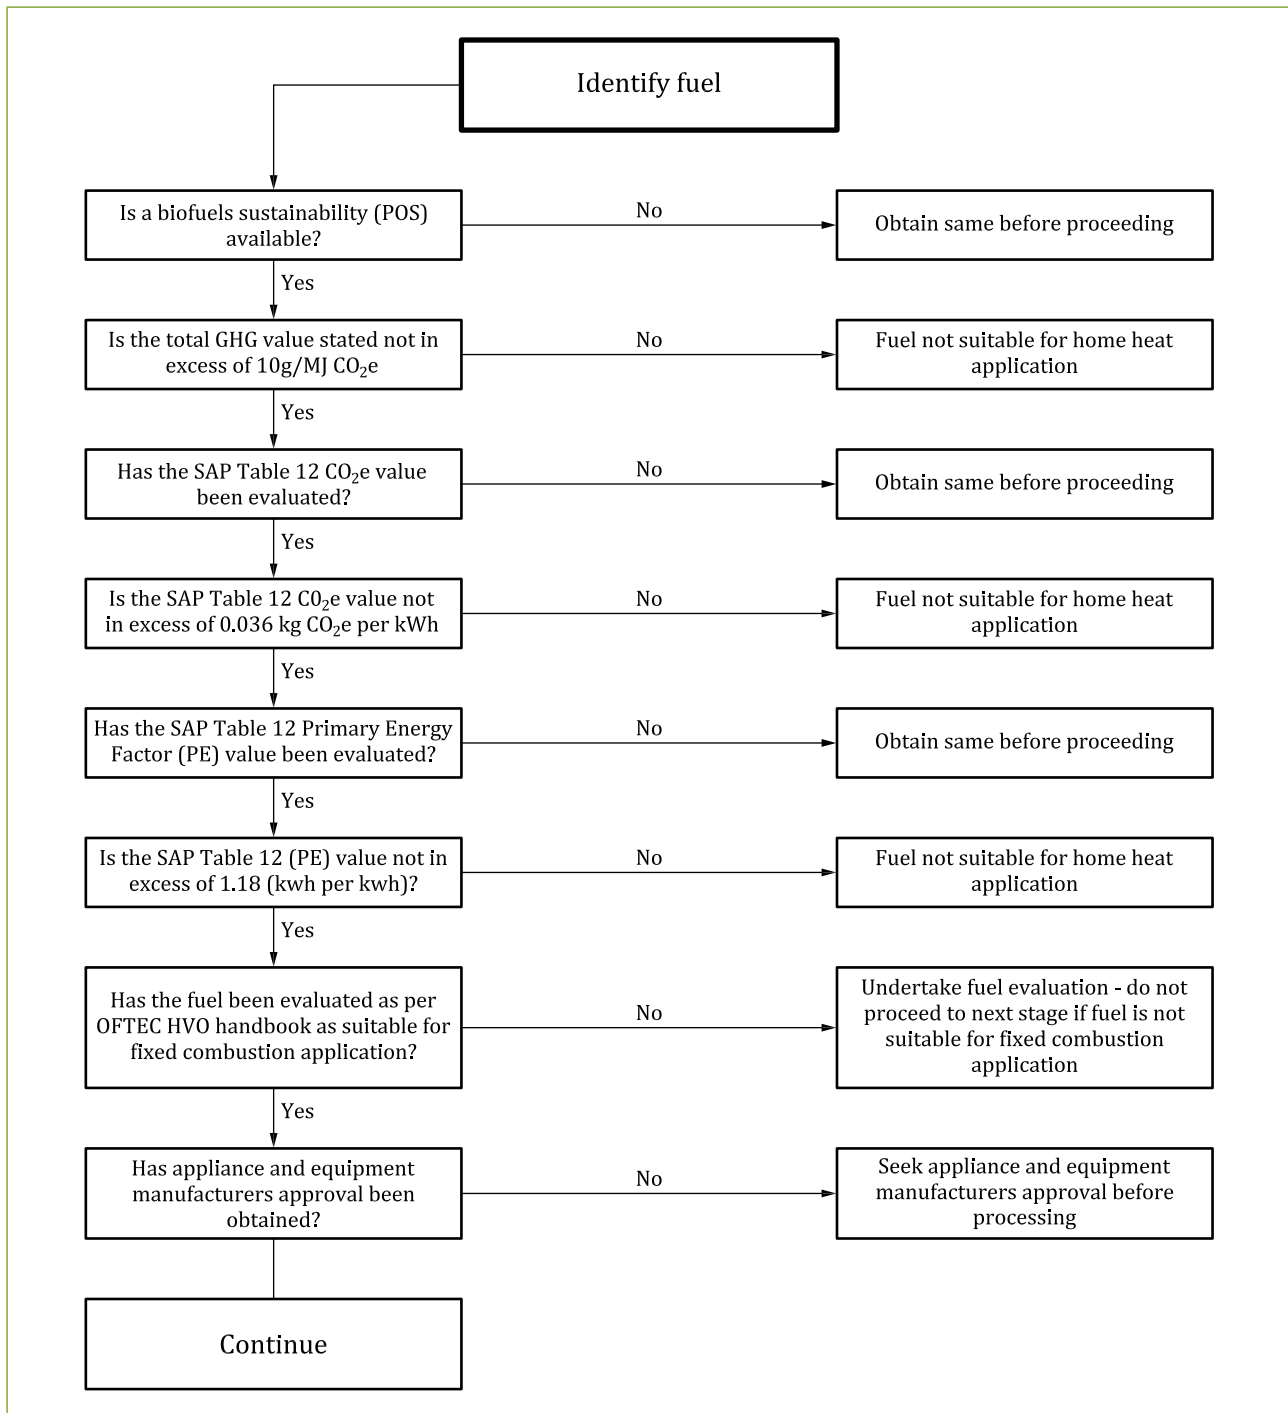 Identify fuel
Is a biofuels sustainability (POS)
available?
No
Obtain same before proceeding
Yes
Is the total GHG value stated not in
excess of 10g/MJ CO₂e
No
Fuel not suitable for home heat
application
Yes
Has the SAP Table 12 CO₂e value
been evaluated?
No
Obtain same before proceeding
Yes
Is the SAP Table 12 C0₂e value not
in excess of 0.036 kg CO₂e per kWh
No
Fuel not suitable for home heat
application
Yes
Has the SAP Table 12 Primary Energy
Factor (PE) value been evaluated?
No
Obtain same before proceeding
Yes
Is the SAP Table 12 (PE) value not in
excess of 1.18 (kwh per kwh)?
No
Fuel not suitable for home heat
application
Yes
Has the fuel been evaluated as per
OFTEC HVO handbook as suitable for
fixed combustion application?
No
Undertake fuel evaluation - do not
proceed to next stage if fuel is not
suitable for fixed combustion
application
Yes
Has appliance and equipment
manufacturers approval been
obtained?
No
Seek appliance and equipment
manufacturers approval before
processing
Continue